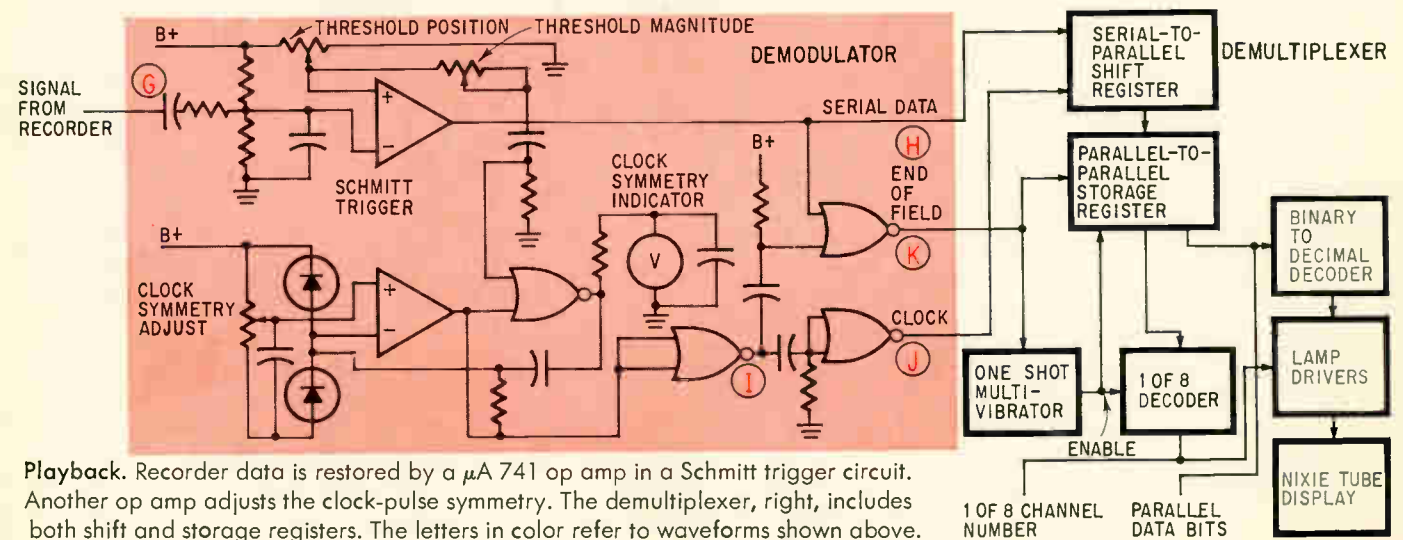 THRESHOLD POSITION
THRESHOLD MAGNITUDE
B+
G
SIGNAL
FROM
RECORDER
+
−
SCHMITT
TRIGGER
DEMODULATOR
SERIAL DATA
H
B+
END
OF
FIELD
K
CLOCK
SYMMETRY
INDICATOR
V
B+
CLOCK
SYMMETRY
ADJUST
+
−
I
CLOCK
J
SERIAL-TO-
PARALLEL
SHIFT
REGISTER
DEMULTIPLEXER
PARALLEL-TO-
PARALLEL
STORAGE
REGISTER
BINARY
TO
DECIMAL
DECODER
ONE SHOT
MULTI-
VIBRATOR
1 OF 8
DECODER
LAMP
DRIVERS
ENABLE
NIXIE TUBE
DISPLAY
1 OF 8 CHANNEL
NUMBER
PARALLEL
DATA BITS
Playback. Recorder data is restored by a μA 741 op amp in a Schmitt trigger circuit.
Another op amp adjusts the clock-pulse symmetry. The demultiplexer, right, includes
both shift and storage registers. The letters in color refer to waveforms shown above.